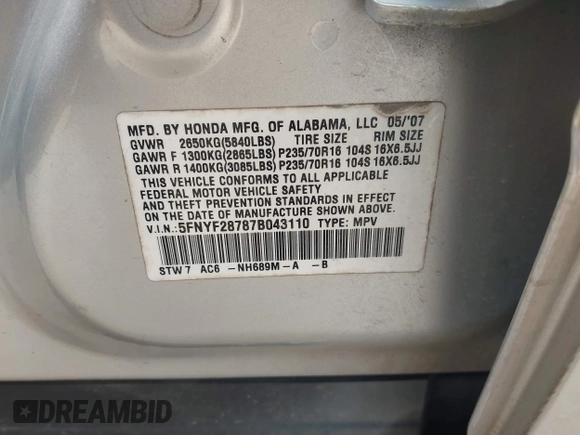 MFD. BY HONDA MFG. OF ALABAMA, LLC 05/'07
GVWR 2650KG(5840LBS) TIRE SIZE RIM SIZE
GAWR F 1300KG(2865LBS)P235/70R16 104S 16X6.5JJ
GAWR R 1400KG(3085LBS)P235/70R16 104S 16X6.5JJ
THIS VEHICLE CONFORMS TO ALL APPLICABLE
FEDERAL MOTOR VEHICLE SAFETY
AND THEFT PREVENTION STANDARDS IN EFFECT
ON THE DATE OF MANUFACTURE SHOWN ABOVE.
V.I.N.:5FNYF28787B043110 TYPE: MPV
STW7 AC6 -NH689M-A -B
DREAMBID